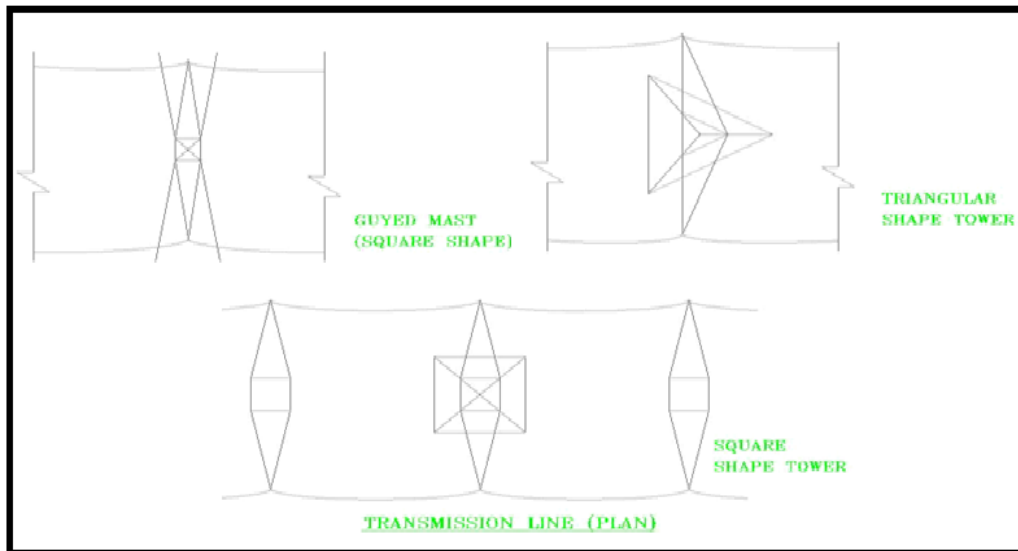 GUYED MAST
(SQUARE SHAPE)
TRIANGULAR
SHAPE TOWER
SQUARE
SHAPE TOWER
TRANSMISSION LINE (PLAN)